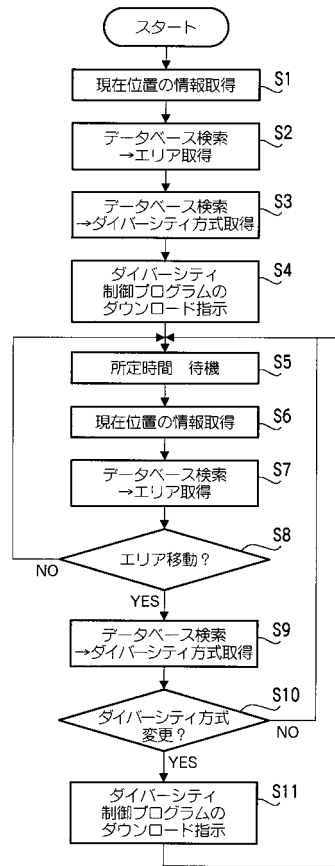 スタート
現在位置の情報取得
S1
データベース検索
→エリア取得
S2
データベース検索
→ダイバーシティ方式取得
S3
ダイバーシティ
制御プログラムの
ダウンロード指示
S4
所定時間 待機
S5
現在位置の情報取得
S6
データベース検索
→エリア取得
S7
エリア移動?
S8
NO
YES
データベース検索
→ダイバーシティ方式取得
S9
ダイバーシティ方式
変更?
S10
NO
YES
ダイバーシティ
制御プログラムの
ダウンロード指示
S11